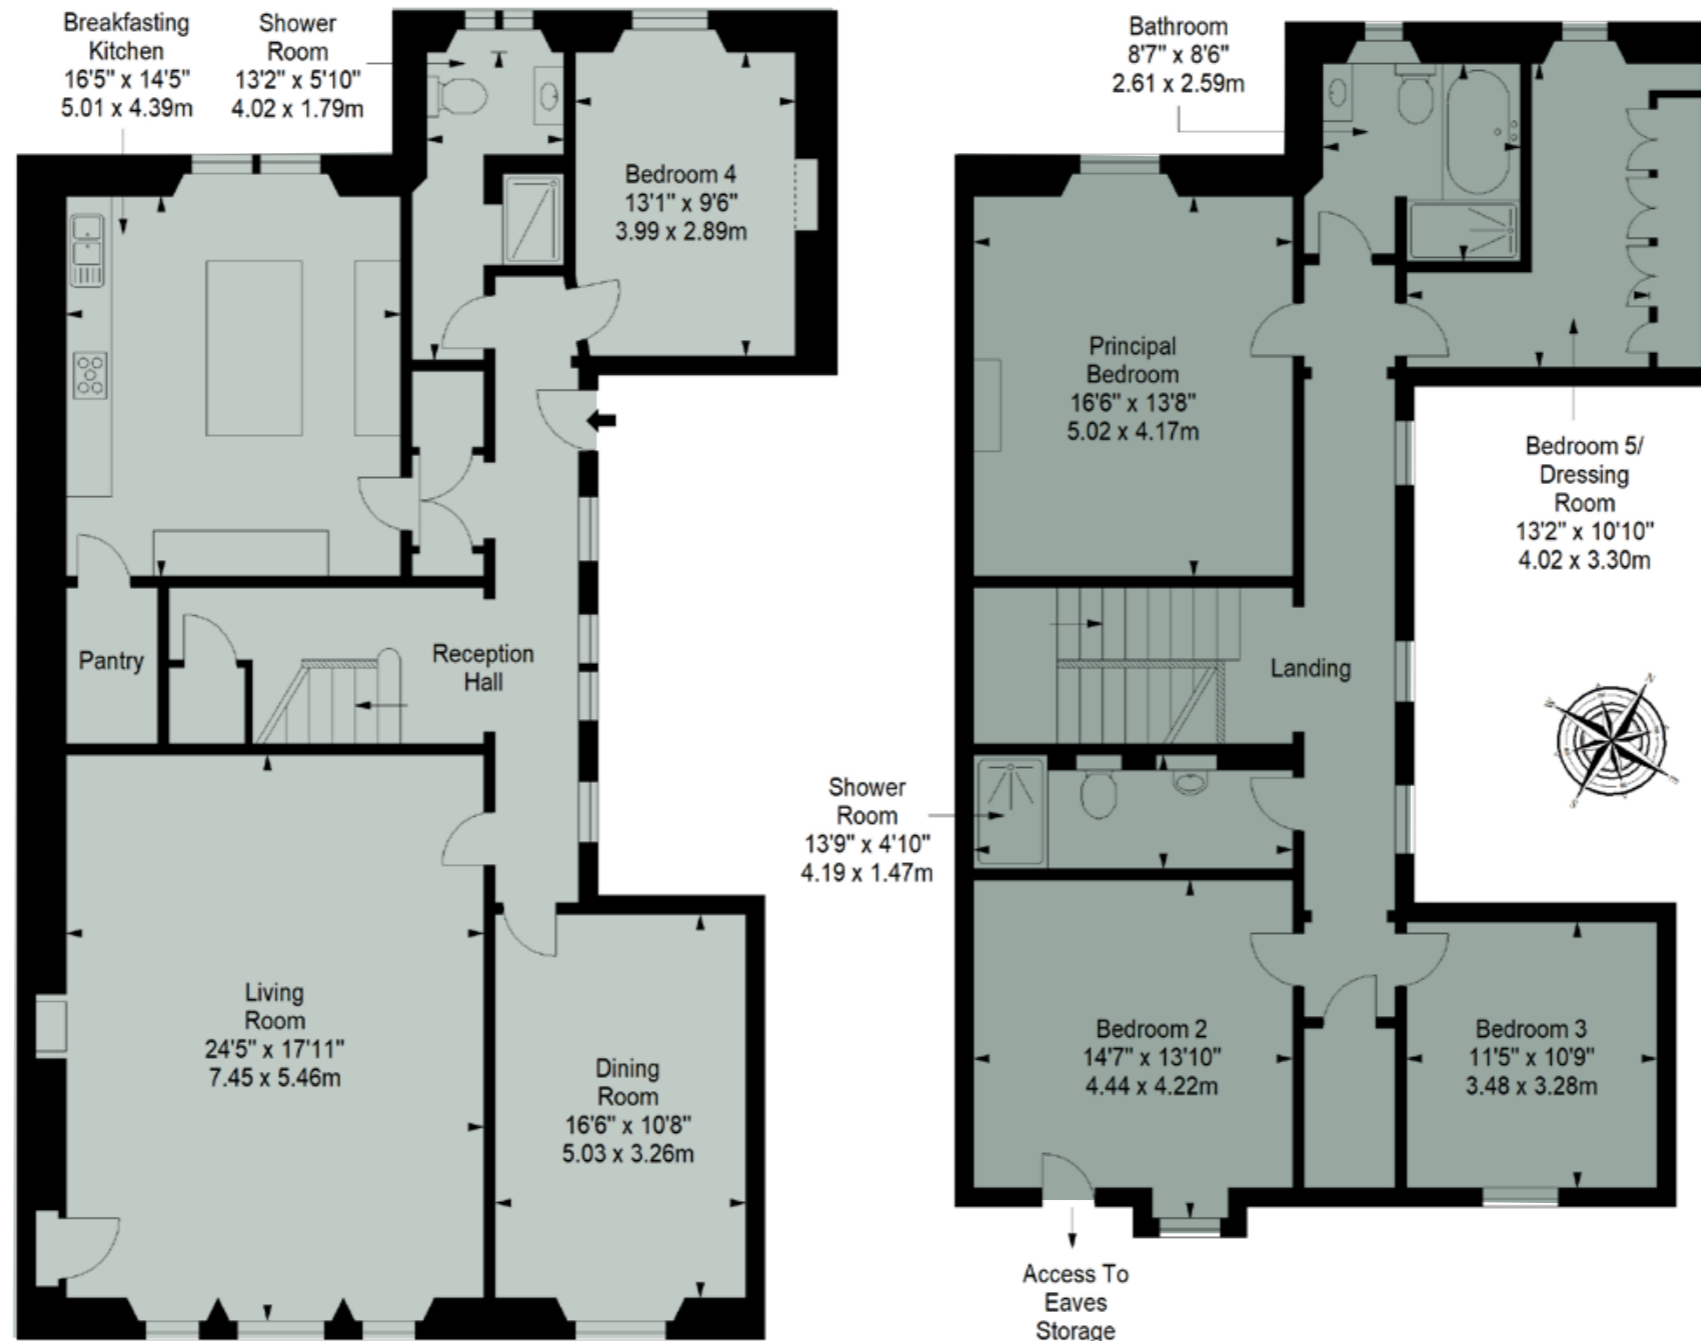 Breakfasting
Kitchen
16'5" x 14'5"
5.01 x 4.39m
Shower
Room
13'2" x 5'10"
4.02 x 1.79m
Bedroom 4
13'1" x 9'6"
3.99 x 2.89m
Pantry
Reception
Hall
Living
Room
24'5" x 17'11"
7.45 x 5.46m
Dining
Room
16'6" x 10'8"
5.03 x 3.26m
Bathroom
8'7" x 8'6"
2.61 x 2.59m
Principal
Bedroom
16'6" x 13'8"
5.02 x 4.17m
Bedroom 5/
Dressing
Room
13'2" x 10'10"
4.02 x 3.30m
Landing
N
W
E
S
Shower
Room
13'9" x 4'10"
4.19 x 1.47m
Bedroom 2
14'7" x 13'10"
4.44 x 4.22m
Bedroom 3
11'5" x 10'9"
3.48 x 3.28m
Access To
Eaves
Storage